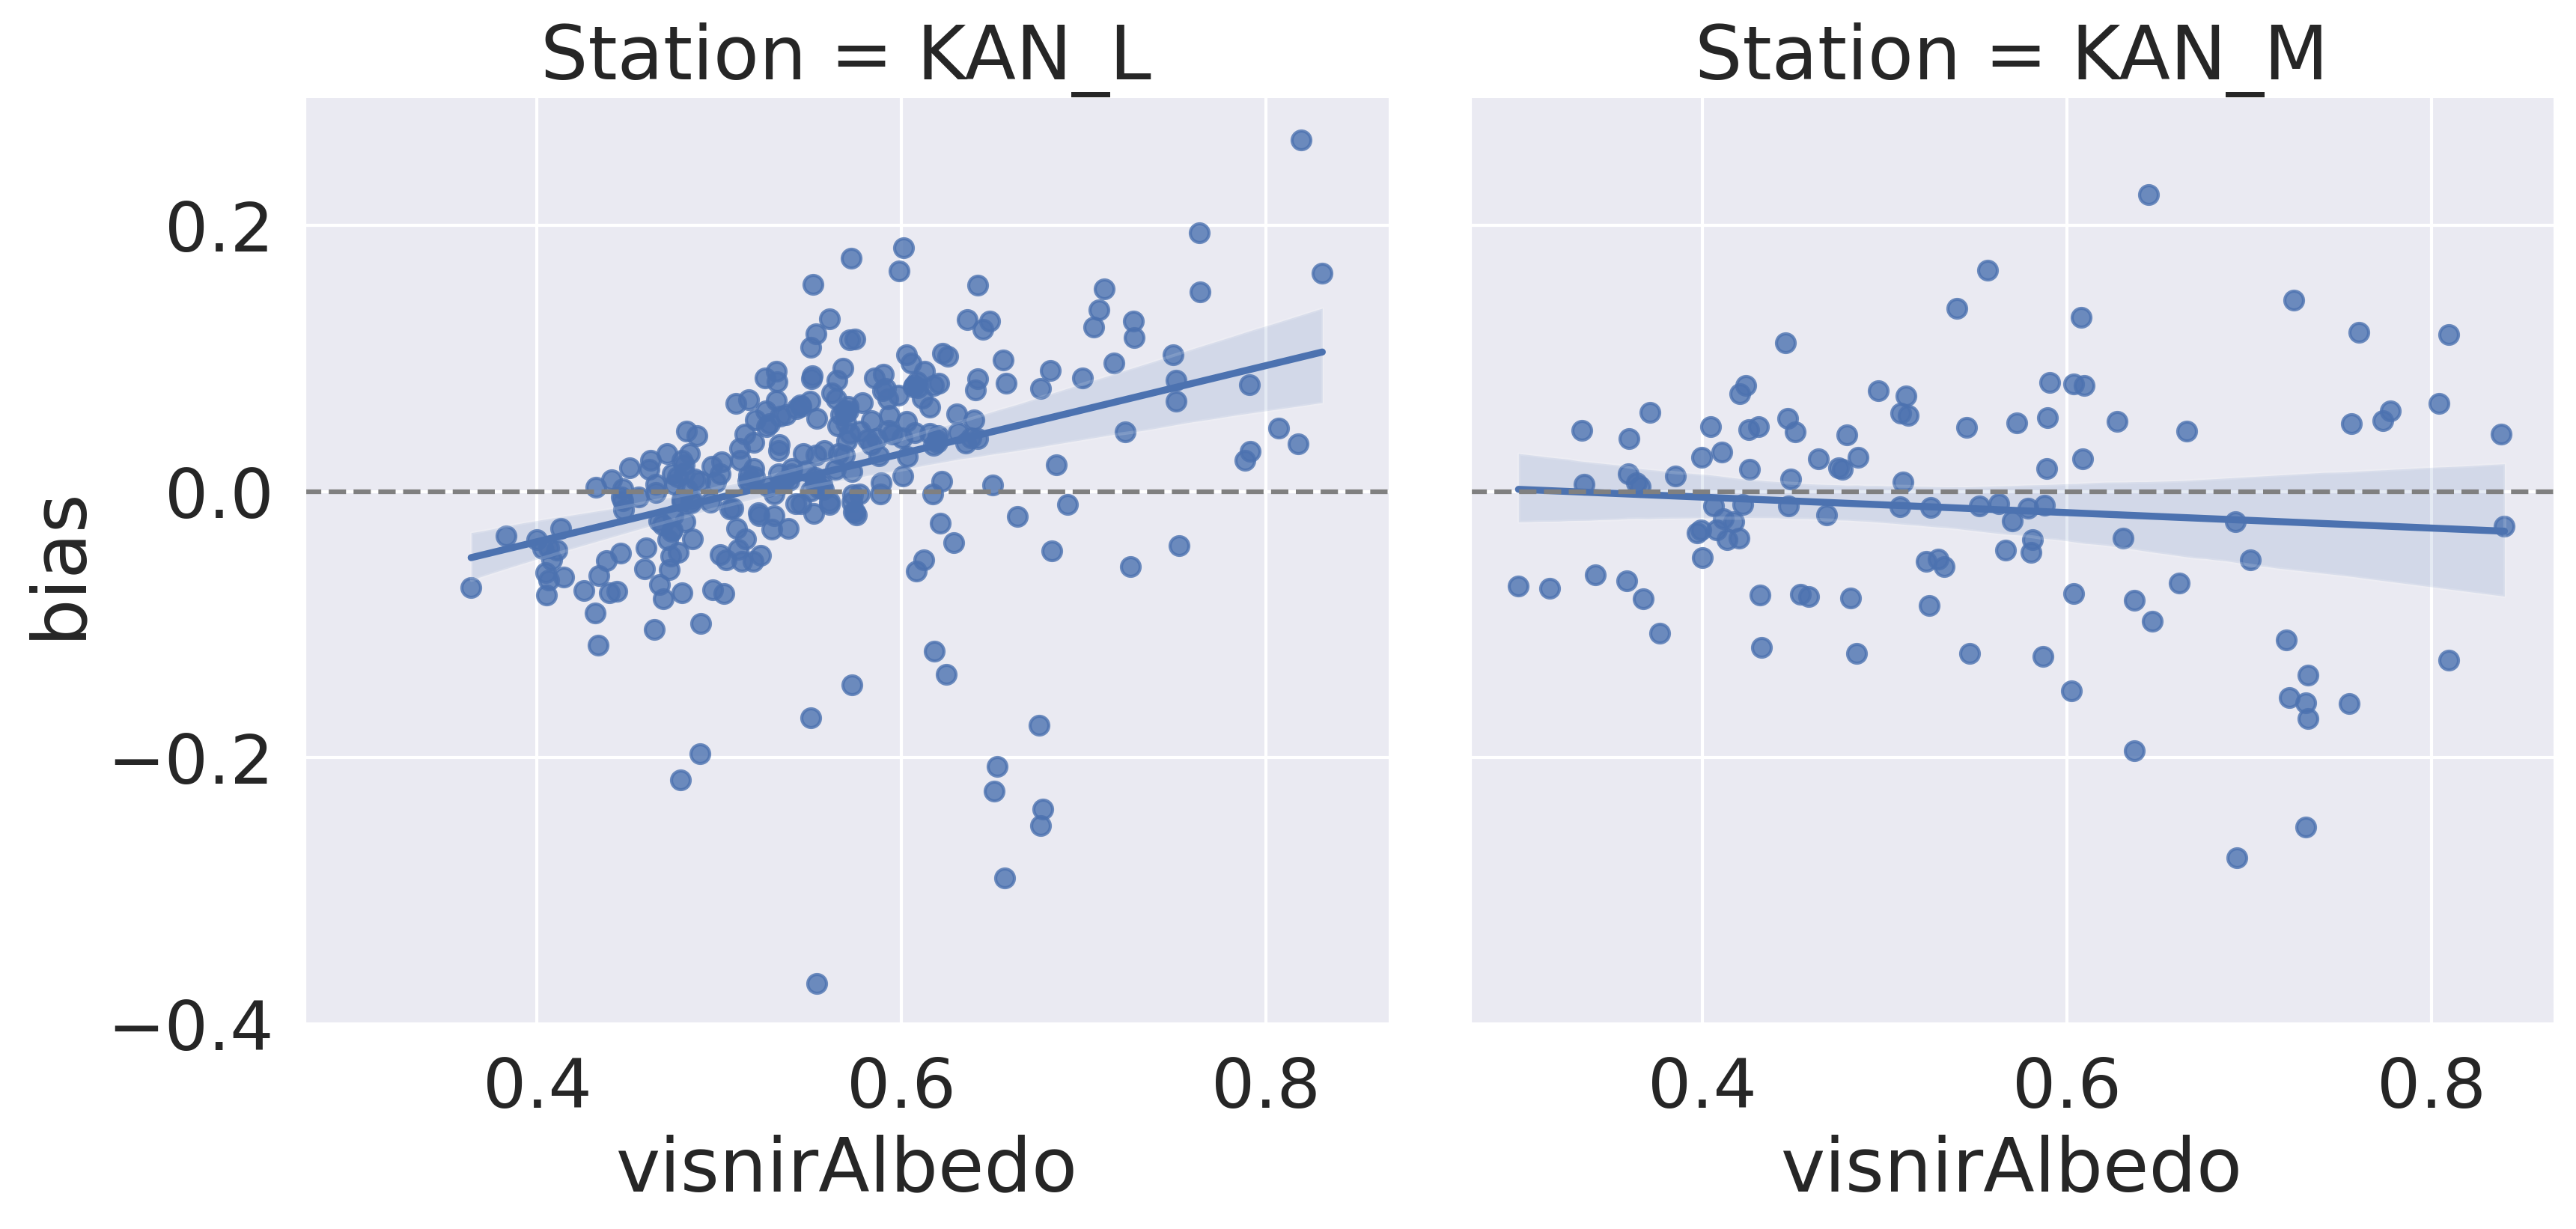 Station = KAN_L
Station = KAN_M
bias
0.2
0.0
−0.2
−0.4
0.4 0.6 0.8
0.4 0.6 0.8
visnirAlbedo
visnirAlbedo